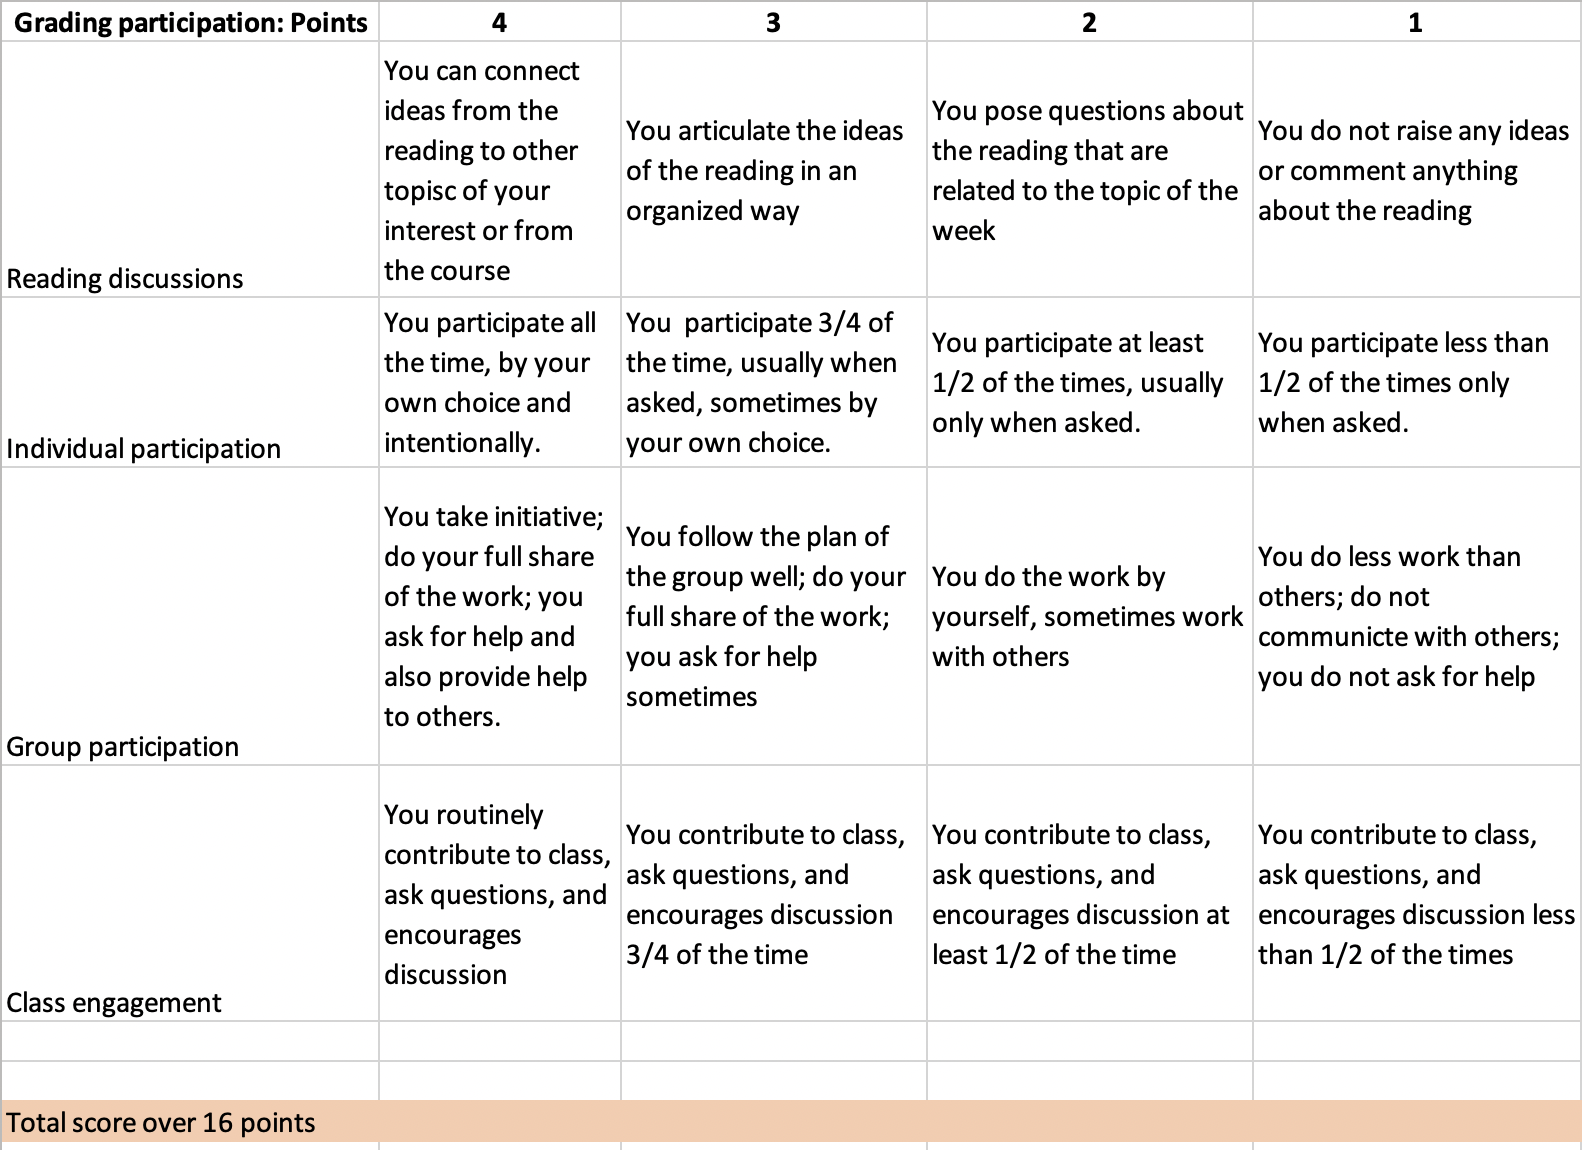 Grading participation: Points 4 3 2 1
Reading discussions
You can connect
ideas from the
reading to other
topisc of your
interest or from
the course
You articulate the ideas
of the reading in an
organized way
You pose questions about
the reading that are
related to the topic of the
week
You do not raise any ideas
or comment anything
about the reading
Individual participation
You participate all
the time, by your
own choice and
intentionally.
You  participate 3/4 of
the time, usually when
asked, sometimes by
your own choice.
You participate at least
1/2 of the times, usually
only when asked.
You participate less than
1/2 of the times only
when asked.
Group participation
You take initiative;
do your full share
of the work; you
ask for help and
also provide help
to others.
You follow the plan of
the group well; do your
full share of the work;
you ask for help
sometimes
You do the work by
yourself, sometimes work
with others
You do less work than
others; do not
communicte with others;
you do not ask for help
Class engagement
You routinely
contribute to class,
ask questions, and
encourages
discussion
You contribute to class,
ask questions, and
encourages discussion
3/4 of the time
You contribute to class,
ask questions, and
encourages discussion at
least 1/2 of the time
You contribute to class,
ask questions, and
encourages discussion less
than 1/2 of the times
Total score over 16 points